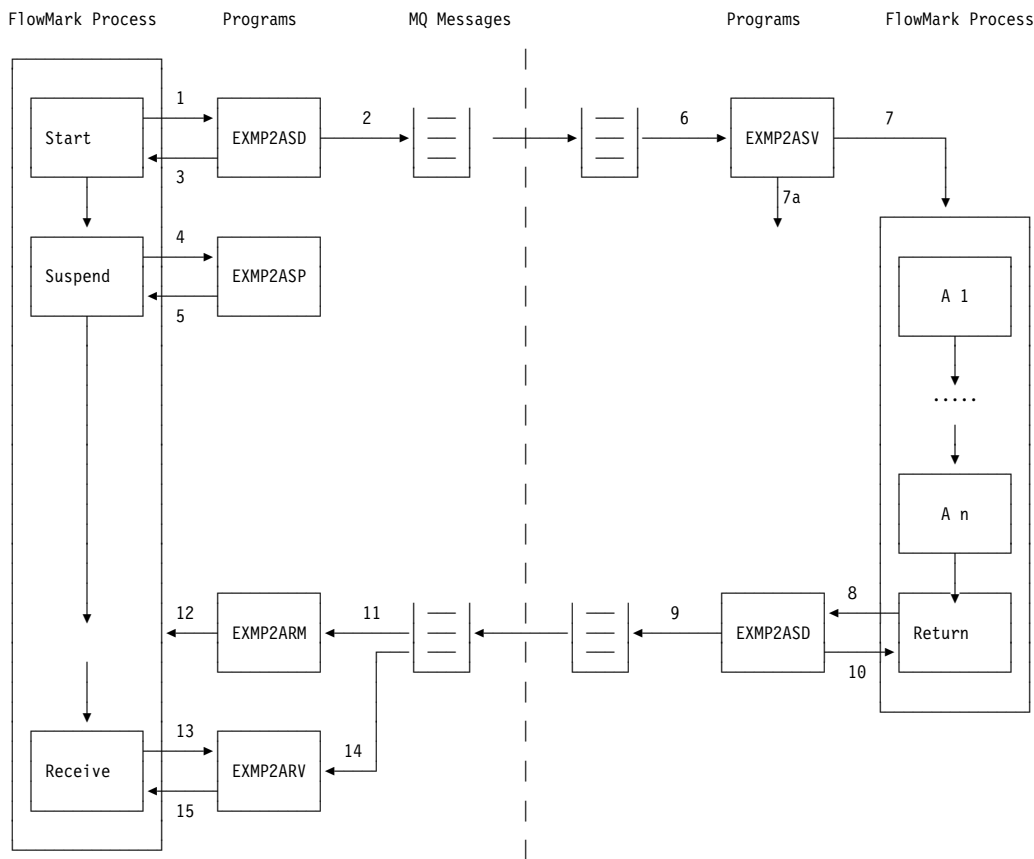 FlowMark Process Programs MQ Messages Programs FlowMark Process
1 2 6 7
Start EXMP2ASD EXMP2ASV
3
7a
4
Suspend EXMP2ASP
5
A 1
.....
A n
12 11 9 8
EXMP2ARM EXMP2ASD Return
10
13
14
Receive EXMP2ARV
15